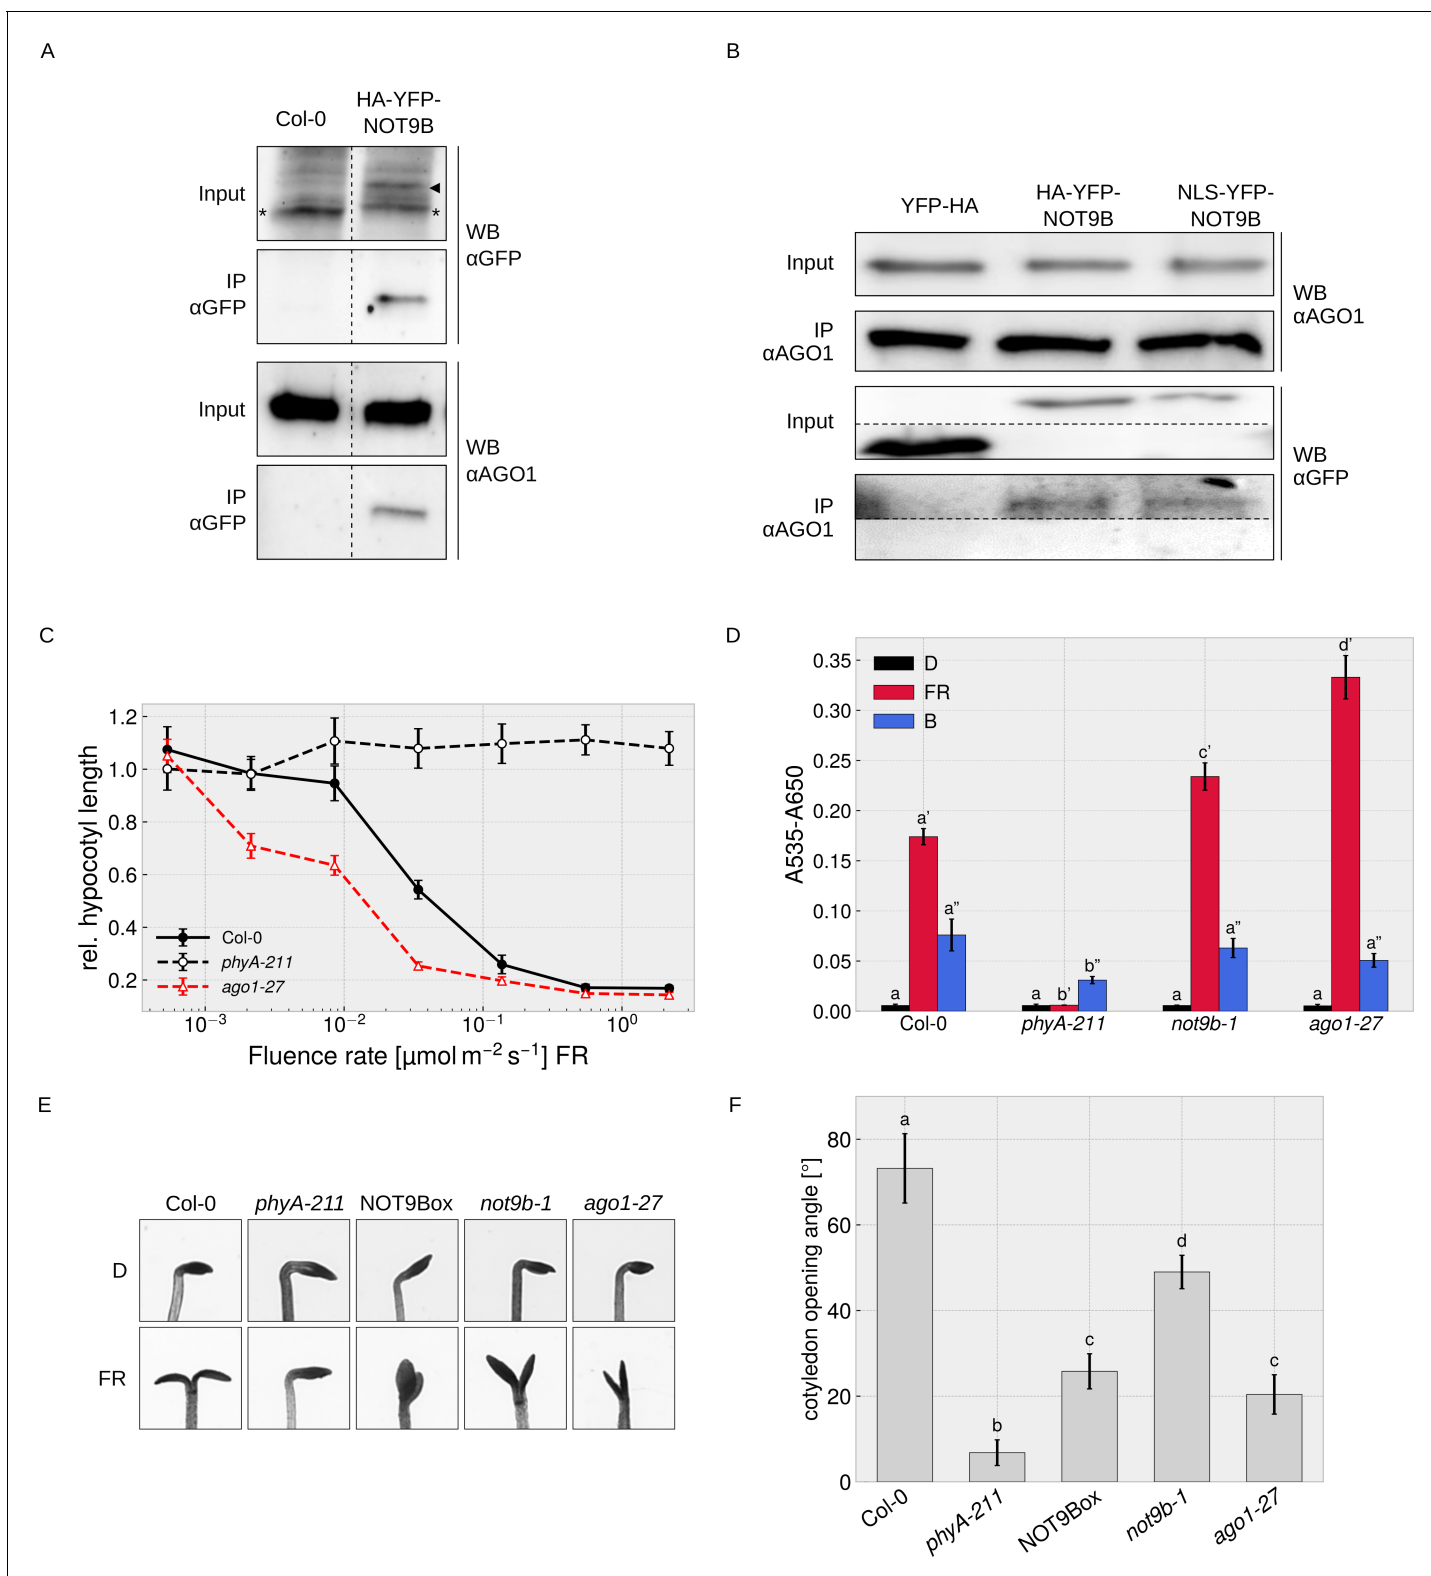 A
Col-0
HA-YFP-
NOT9B
Input
*
*
WB
αGFP
IP
αGFP
Input
WB
αAGO1
IP
αGFP
B
YFP-HA
HA-YFP-
NOT9B
NLS-YFP-
NOT9B
Input
WB
αAGO1
IP
αAGO1
Input
WB
αGFP
IP
αAGO1
C
rel. hypocotyl length
1.2
1.0
0.8
0.6
0.4
0.2
Col-0
phyA-211
ago1-27
10⁻³
10⁻²
10⁻¹
10⁰
Fluence rate [µmol m⁻² s⁻¹] FR
D
A535-A650
0.35
0.30
0.25
0.20
0.15
0.10
0.05
0.00
D
FR
B
a
a'
a”
a
b'
b”
a
c'
a”
a
d'
a”
Col-0
phyA-211
not9b-1
ago1-27
E
Col-0
phyA-211
NOT9Box
not9b-1
ago1-27
D
FR
F
cotyledon opening angle [°]
80
60
40
20
0
a
b
c
d
c
Col-0
phyA-211
NOT9Box
not9b-1
ago1-27